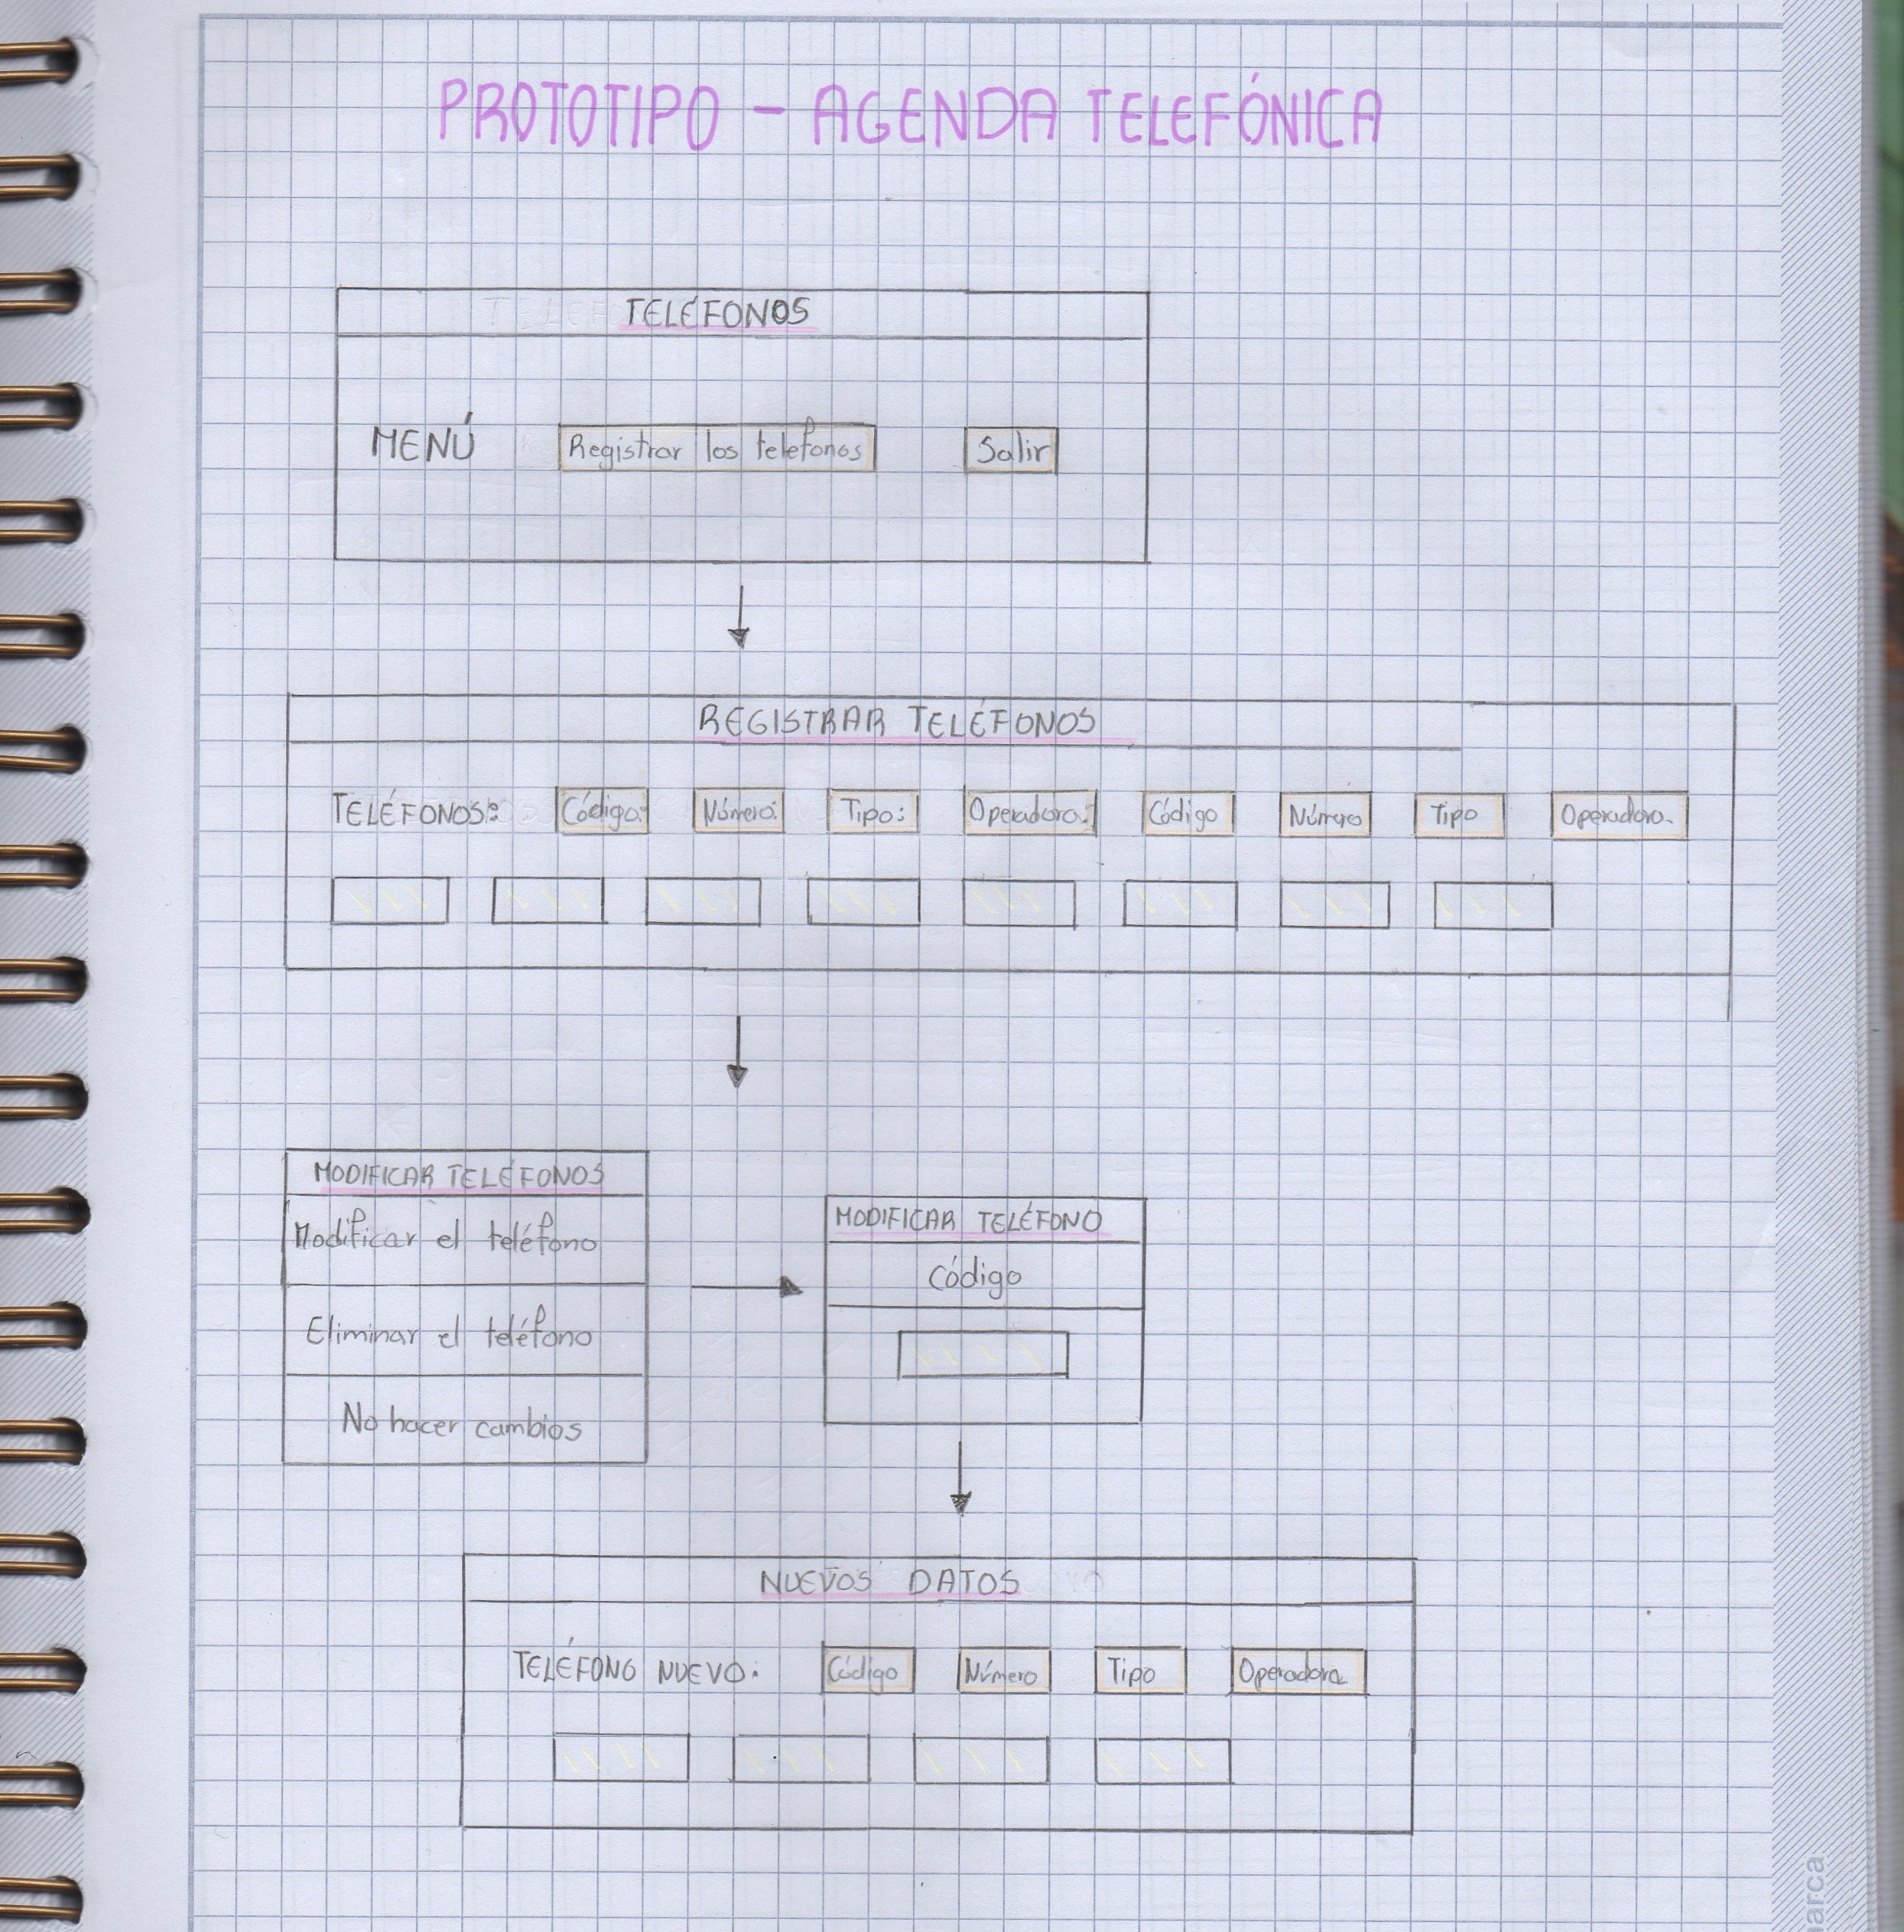 PROTOTIPO - AGENDA TELEFÓNICA
TELÉFONOS
MENÚ Registrar los telefonos Salir
REGISTRAR TELÉFONOS
TELÉFONOS: Código: Número: Tipo: Operadora: Código Número Tipo Operadora
MODIFICAR TELÉFONOS
Modificar el teléfono
Eliminar el teléfono
No hacer cambios
MODIFICAR TELÉFONO
Código
NUEVOS DATOS
TELÉFONO NUEVO: Código Número Tipo Operadora
arca